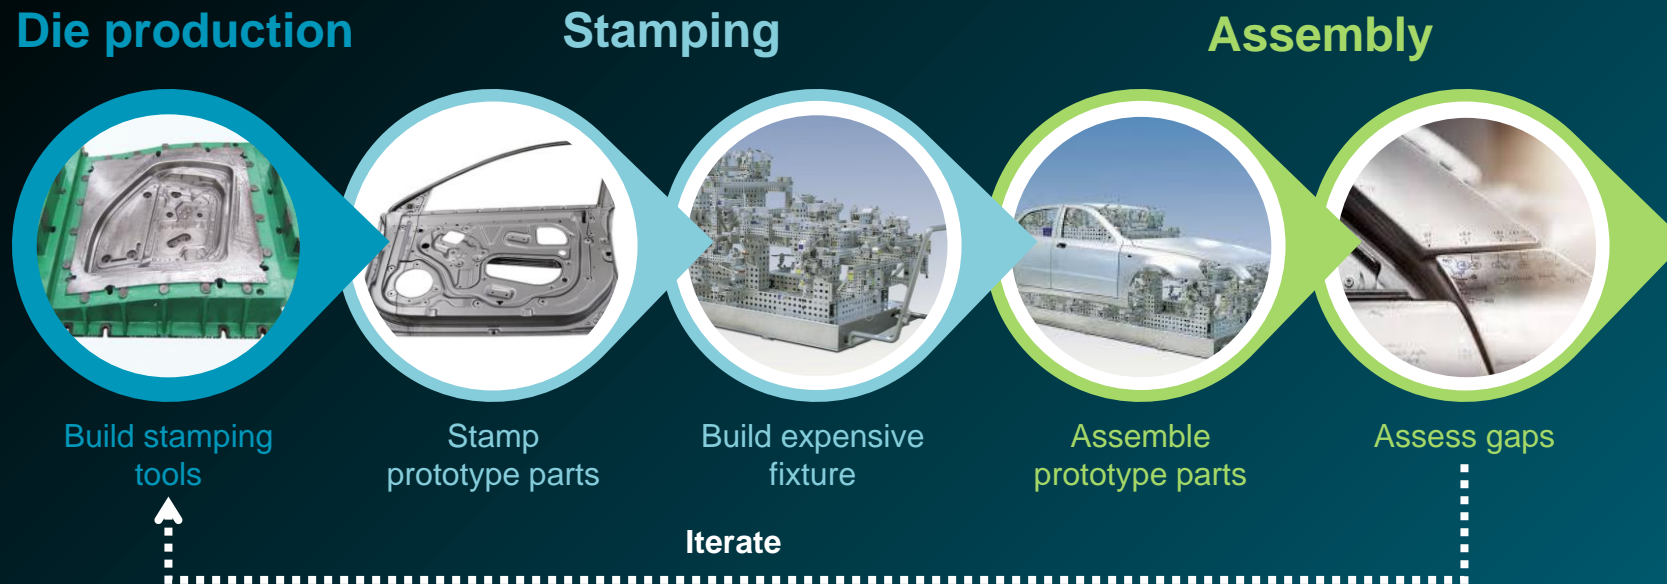 Die production
Stamping
Assembly
Build stamping
tools
Stamp
prototype parts
Build expensive
fixture
Assemble
prototype parts
Assess gaps
Iterate